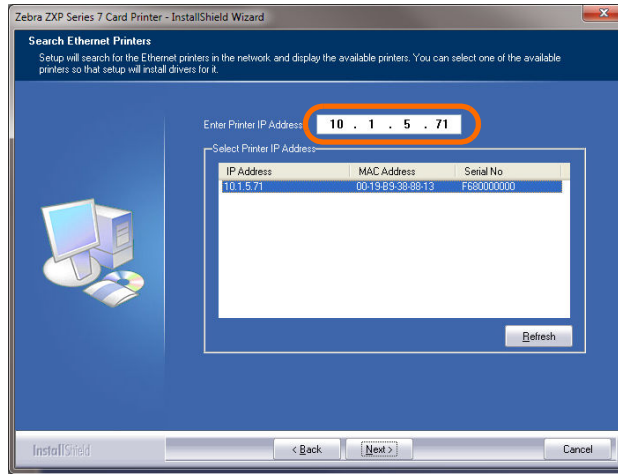 Zebra ZXP Series 7 Card Printer - InstallShield Wizard
Search Ethernet Printers
Setup will search for the Ethernet printers in the network and display the available printers. You can select one of the available
printers so that setup will install drivers for it.
Enter Printer IP Address: 10 . 1 . 5 . 71
Select Printer IP Address
IP Address MAC Address Serial No
10.1.5.71 00-19-B9-38-88-13 F680000000
Refresh
InstallShield
< Back Next > Cancel